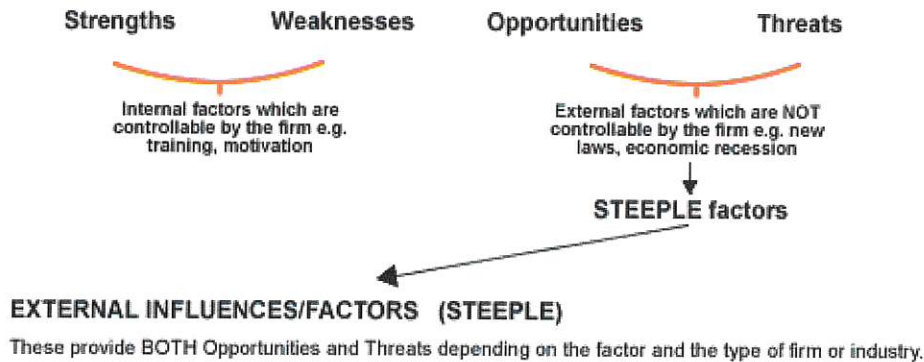 Strengths Weaknesses Opportunities Threats
Internal factors which are
controllable by the firm e.g.
training, motivation
External factors which are NOT
controllable by the firm e.g. new
laws, economic recession
STEEPLE factors
EXTERNAL INFLUENCES/FACTORS (STEEPLE)
These provide BOTH Opportunities and Threats depending on the factor and the type of firm or industry.